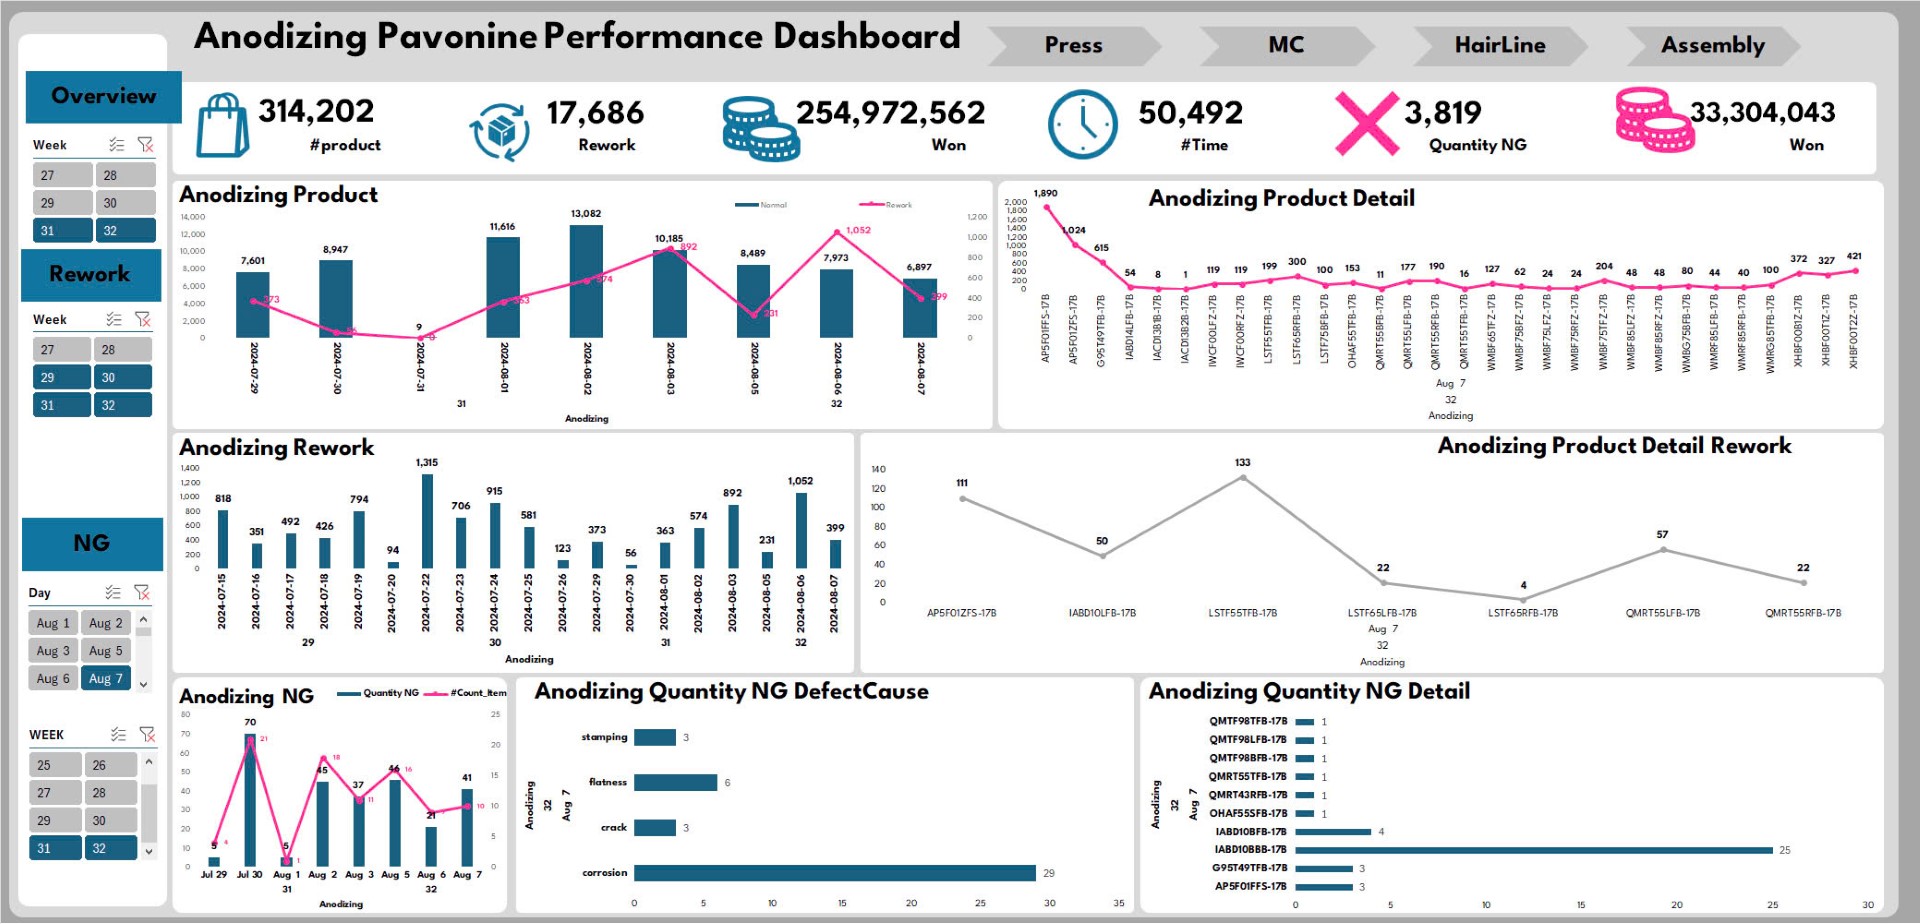 Anodizing Pavonine Performance Dashboard
Press
MC
HairLine
Assembly
Overview
314,202
#product
17,686
Rework
254,972,562
Won
50,492
#Time
3,819
Quantity NG
33,304,043
Won
Week
27 28
29 30
31 32
Rework
Week
27 28
29 30
31 32
NG
Day
Aug 1 Aug 2
Aug 3 Aug 5
Aug 6 Aug 7
WEEK
25 26
27 28
29 30
31 32
Anodizing Product
Normal Rework
14,000
12,000
10,000
8,000
6,000
4,000
2,000
0
1,200
1,000
800
600
400
200
0
7,601 8,947 9 11,616 13,082 10,185 8,489 7,973 6,897
892 231 1,052
2024-07-29 2024-07-30 2024-07-31 2024-08-01 2024-08-02 2024-08-03 2024-08-05 2024-08-06 2024-08-07
31 32
Anodizing
Anodizing Product Detail
2,000
1,800
1,600
1,400
1,200
1,000
800
600
400
200
0
1,890 1,024 615 54 8 1 119 119 199 300 100 153 11 177 190 16 127 62 24 24 204 48 48 80 44 40 100 372 327 421
AP5F01FFS-17B AP5F01ZFS-17B G95T49TFB-17B IABD14LFB-17B IACD13B1B-17B IACD13B2B-17B IWCF00LFZ-17B IWCF00RFZ-17B LSTF55TFB-17B LSTF65RFB-17B LSTF75BFB-17B OHAF55TFB-17B QMRT55BFB-17B QMRT55LFB-17B QMRT55RFB-17B QMRT55TFB-17B WMBF65TFZ-17B WMBF75BFZ-17B WMBF75LFZ-17B WMBF75RFZ-17B WMBF75TFZ-17B WMBF85LFZ-17B WMBF85RFZ-17B WMBG75BFB-17B WMRF85LFB-17B WMRF85RFB-17B WMRG85TFB-17B XHBF00B1Z-17B XHBF00T1Z-17B XHBF00T2Z-17B
Aug 7
32
Anodizing
Anodizing Rework
1,400
1,200
1,000
800
600
400
200
0
818 351 492 426 794 94 1,315 706 915 581 123 373 56 363 574 892 231 1,052 399
2024-07-15 2024-07-16 2024-07-17 2024-07-18 2024-07-19 2024-07-20 2024-07-22 2024-07-23 2024-07-24 2024-07-25 2024-07-26 2024-07-29 2024-07-30 2024-08-01 2024-08-02 2024-08-03 2024-08-05 2024-08-06 2024-08-07
29 30 31 32
Anodizing
Anodizing Product Detail Rework
140
120
100
80
60
40
20
0
111 50 133 22 4 57 22
AP5F01ZFS-17B IABD10LFB-17B LSTF55TFB-17B LSTF65LFB-17B LSTF65RFB-17B QMRT55LFB-17B QMRT55RFB-17B
Aug 7
32
Anodizing
Anodizing NG
Quantity NG #Count_Item
80
70
60
50
40
30
20
10
0
25
20
15
10
5
0
5 70 5 45 37 46 21 41
4 21 1 18 11 16 10
Jul 29 Jul 30 Aug 1 Aug 2 Aug 3 Aug 5 Aug 6 Aug 7
31 32
Anodizing
Anodizing Quantity NG DefectCause
Anodizing
32
Aug 7
stamping 3
flatness 6
crack 3
corrosion 29
0 5 10 15 20 25 30 35
Anodizing Quantity NG Detail
Anodizing
32
Aug 7
QMTF98TFB-17B 1
QMTF98LFB-17B 1
QMTF98BFB-17B 1
QMRT55TFB-17B 1
QMRT43RFB-17B 1
OHAF55SFB-17B 1
IABD10BFB-17B 4
IABD10BBB-17B 25
G95T49TFB-17B 3
AP5F01FFS-17B 3
0 5 10 15 20 25 30